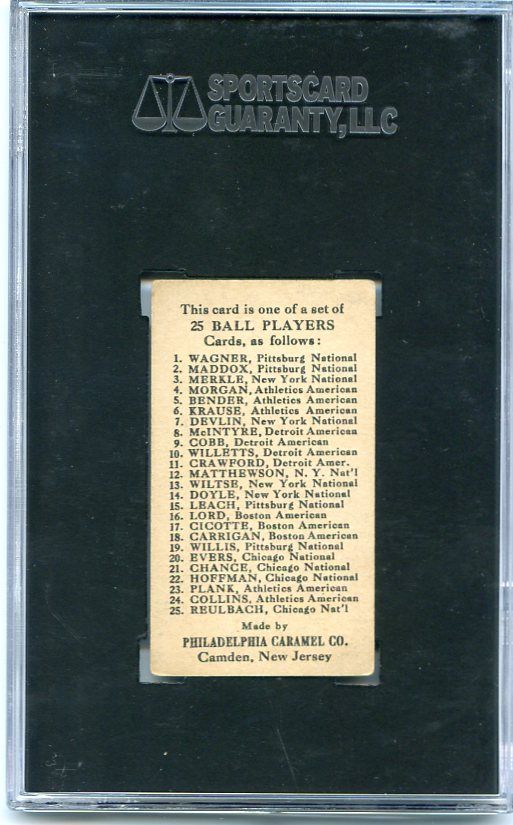 SPORTSCARD
GUARANTY, LLC
This card is one of a set of
25 BALL PLAYERS
Cards, as follows:
1. WAGNER, Pittsburg National
2. MADDOX, Pittsburg National
3. MERKLE, New York National
4. MORGAN, Athletics American
5. BENDER, Athletics American
6. KRAUSE, Athletics American
7. DEVLIN, New York National
8. McINTYRE, Detroit American
9. COBB, Detroit American
10. WILLETTS, Detroit American
11. CRAWFORD, Detroit Amer.
12. MATTHEWSON, N. Y. Nat'l
13. WILTSE, New York National
14. DOYLE, New York National
15. LEACH, Pittsburg National
16. LORD, Boston American
17. CICOTTE, Boston American
18. CARRIGAN, Boston American
19. WILLIS, Pittsburg National
20. EVERS, Chicago National
21. CHANCE, Chicago National
22. HOFFMAN, Chicago National
23. PLANK, Athletics American
24. COLLINS, Athletics American
25. REULBACH, Chicago Nat'l
Made by
PHILADELPHIA CARAMEL CO.
Camden, New Jersey